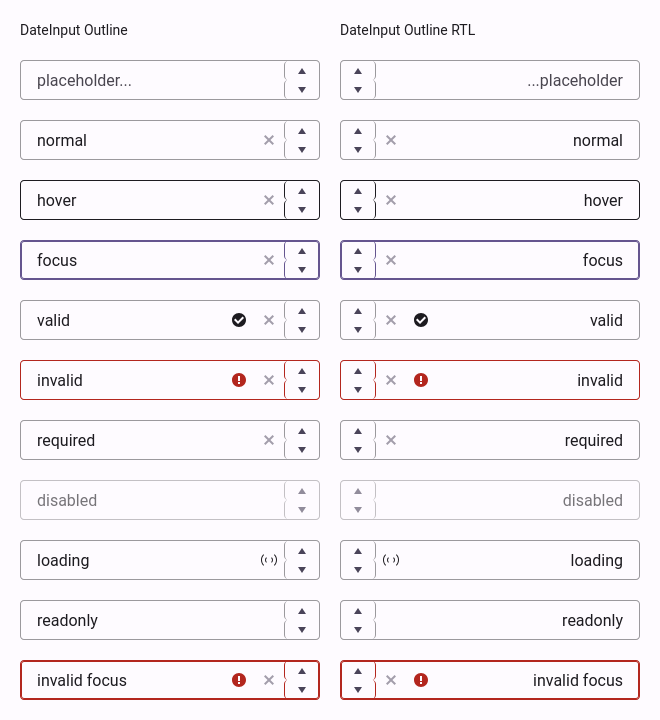 DateInput Outline
DateInput Outline RTL
placeholder...
...placeholder
normal
normal
hover
hover
focus
focus
valid
valid
invalid
invalid
required
required
disabled
disabled
loading
loading
readonly
readonly
invalid focus
invalid focus